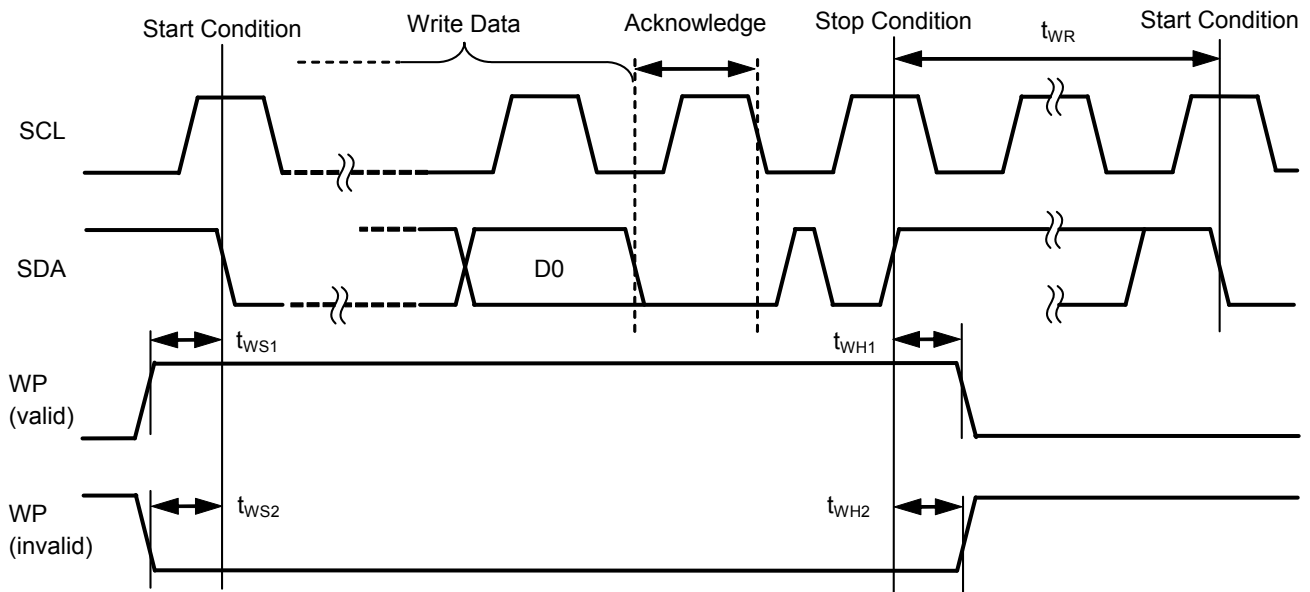 Start Condition
Write Data
Acknowledge
Stop Condition
tWR
Start Condition
SCL
SDA
D0
tWS1
tWH1
WP
(valid)
tWS2
tWH2
WP
(invalid)